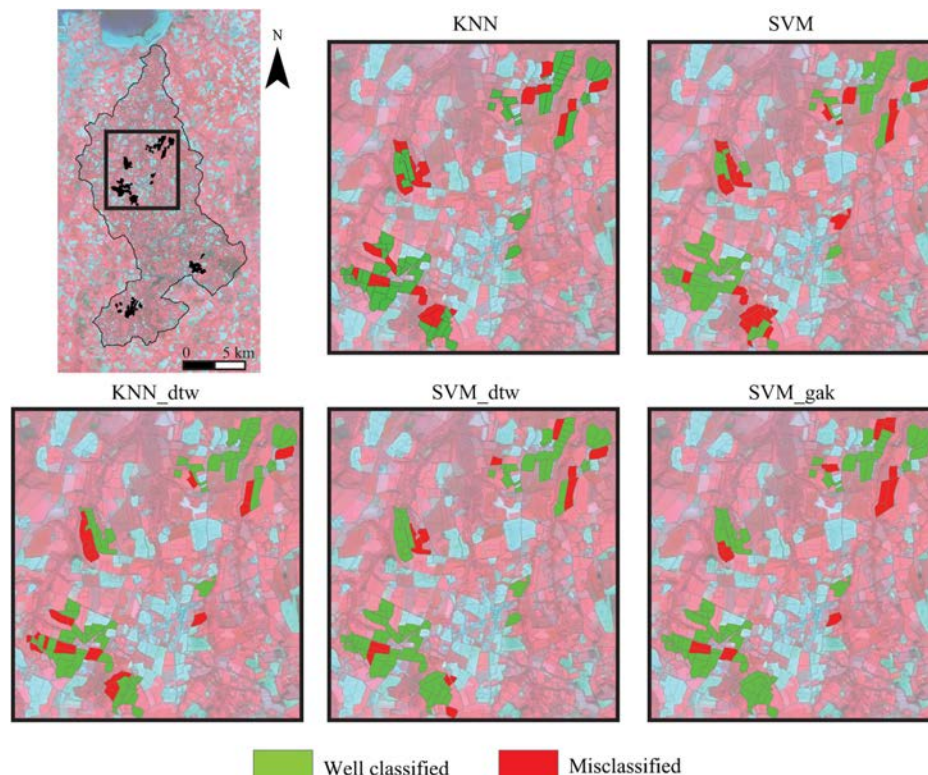 KNN
SVM
N
0 5 km
KNN_dtw
SVM_dtw
SVM_gak
Well classified
Misclassified